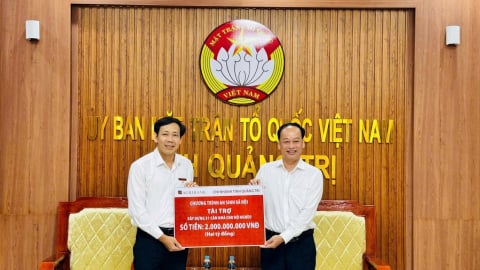 MẶT TRẬN TỔ QUỐC
VIỆT NAM
ỦY BAN MẶT TRẬN TỔ QUỐC VIỆT NAM
QUẢNG TRỊ
AGRIBANK
CHI NHÁNH TỈNH QUẢNG TRỊ
CHƯƠNG TRÌNH AN SINH XÃ HỘI
TÀI TRỢ
XÂY DỰNG 31 CĂN NHÀ CHO HỘ NGHÈO
SỐ TIỀN: 2.000.000.000 VNĐ
(Hai tỷ đồng)